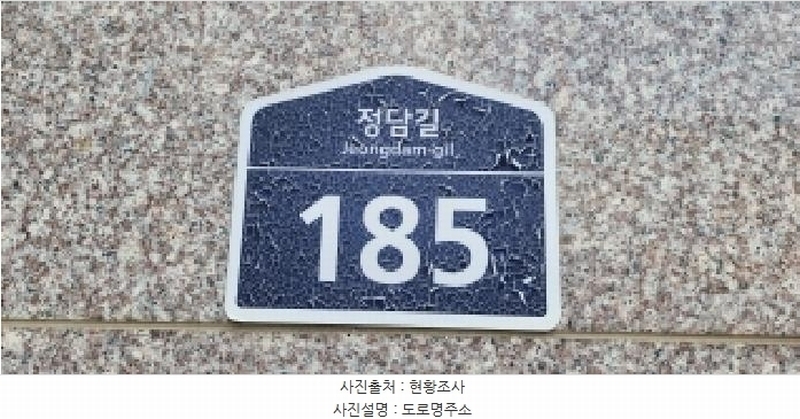 정담길
Jeongdam-gil
185
사진출처 : 현황조사
사진설명 : 도로명주소